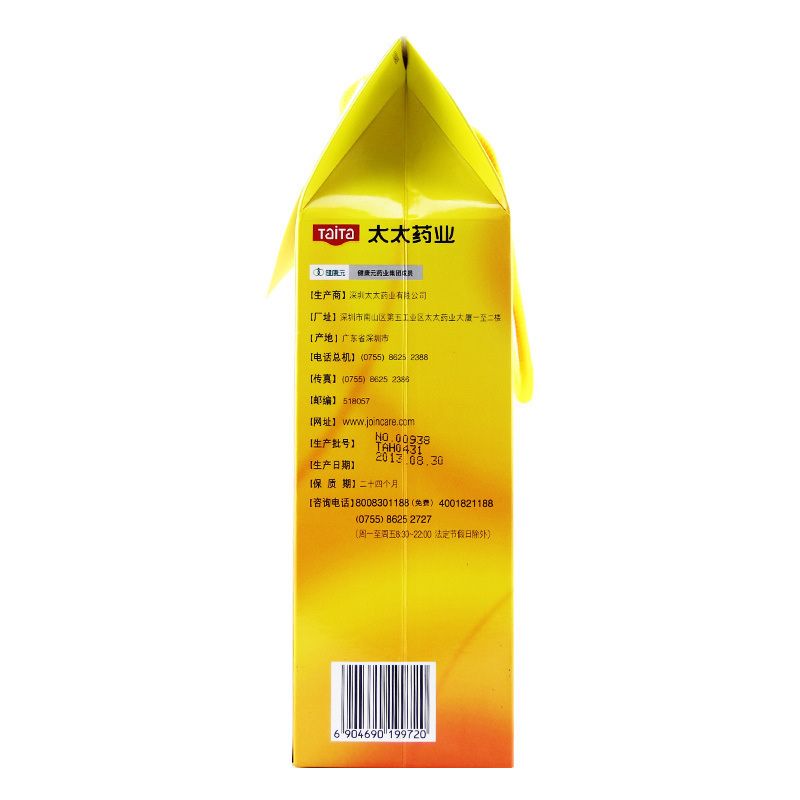 TaiTa 太太药业
健康元 健康元药业集团成员
【生产商】深圳太太药业有限公司
【厂址】深圳市南山区第五工业区太太药业大厦一至二楼
【产地】广东省深圳市
【电话总机】(0755) 8625 2388
【传真】(0755) 8625 2386
【邮编】518057
【网址】www.joincare.com
【生产批号】NO.00938
TAH0431
【生产日期】2013.08.30
【保质期】二十四个月
【咨询电话】8008301188(免费) 4001821188
(0755) 8625 2727
(周一至周五8:30~22:00 法定节假日除外)
6 904690 199720